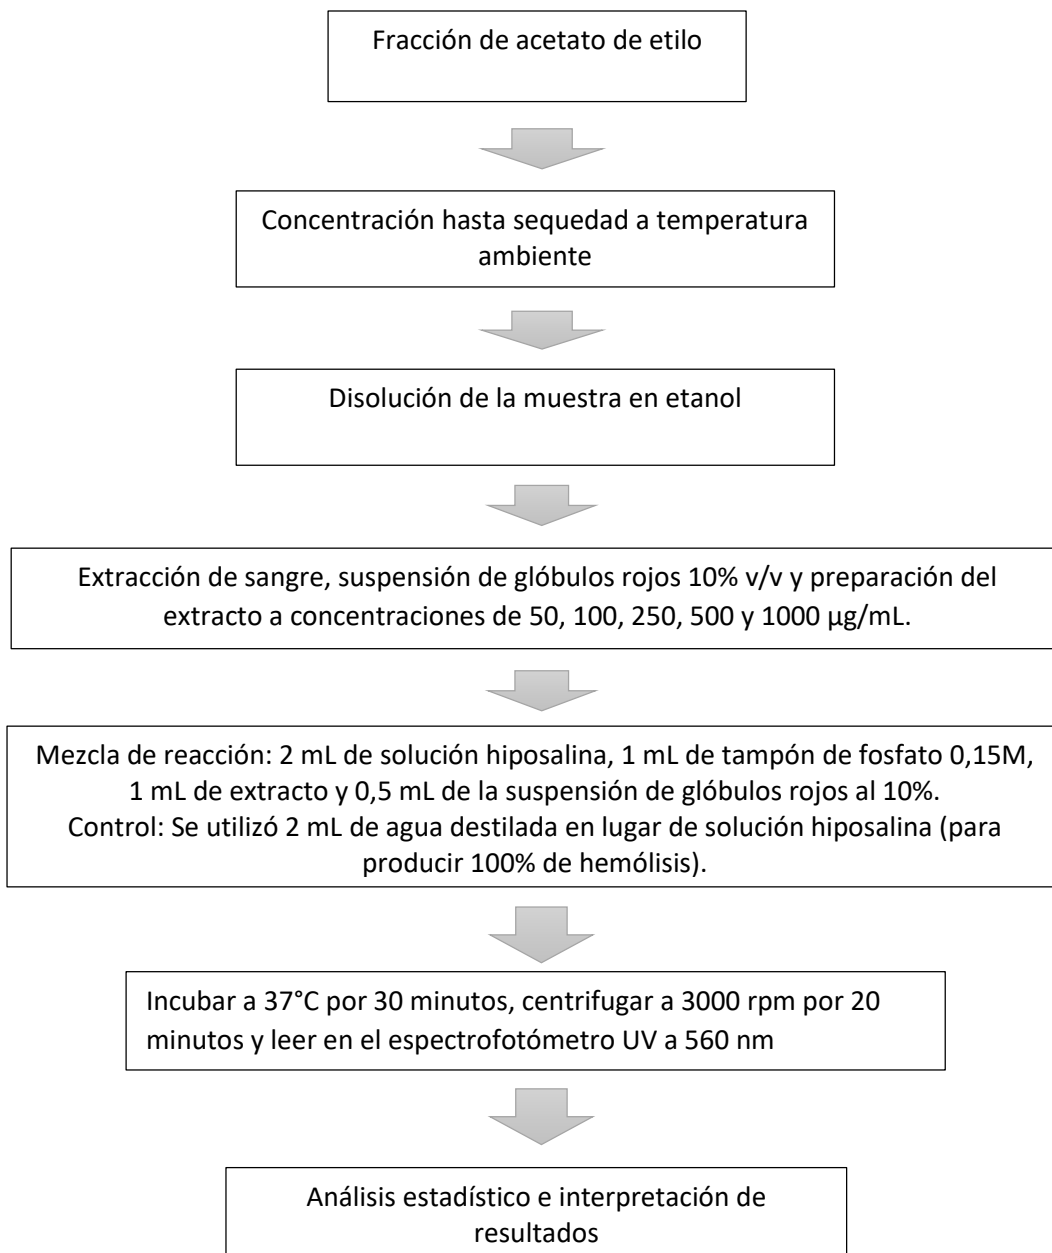 Fracción de acetato de etilo
Concentración hasta sequedad a temperatura
ambiente
Disolución de la muestra en etanol
Extracción de sangre, suspensión de glóbulos rojos 10% v/v y preparación del
extracto a concentraciones de 50, 100, 250, 500 y 1000 µg/mL.
Mezcla de reacción: 2 mL de solución hiposalina, 1 mL de tampón de fosfato 0,15M,
1 mL de extracto y 0,5 mL de la suspensión de glóbulos rojos al 10%.
Control: Se utilizó 2 mL de agua destilada en lugar de solución hiposalina (para
producir 100% de hemólisis).
Incubar a 37°C por 30 minutos, centrifugar a 3000 rpm por 20
minutos y leer en el espectrofotómetro UV a 560 nm
Análisis estadístico e interpretación de
resultados